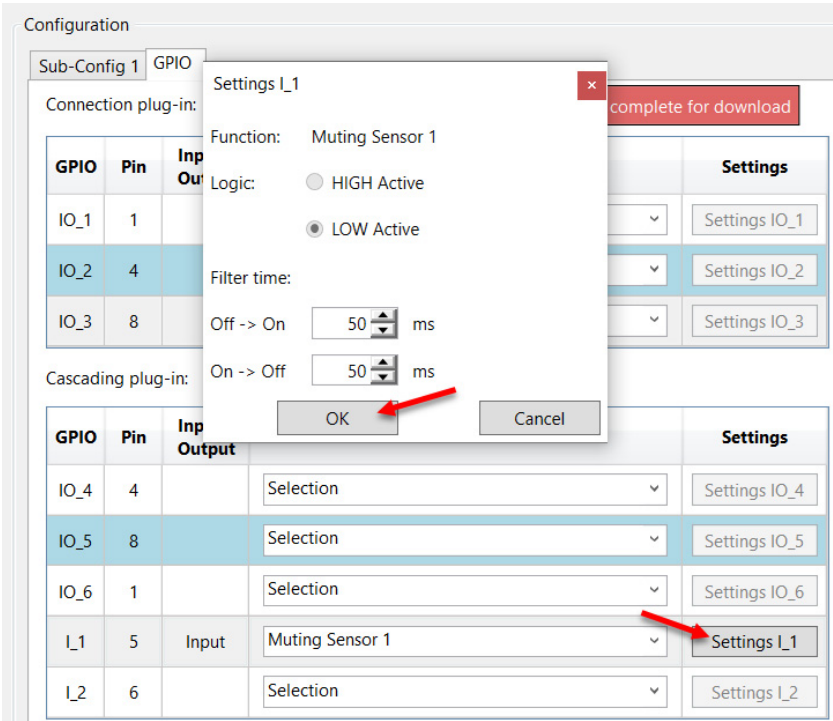 Configuration
Sub-Config 1 GPIO
Connection plug-in: complete for download
GPIO Pin Settings
IO_1 1 Settings IO_1
IO_2 4 Settings IO_2
IO_3 8 Settings IO_3
Settings I_1 x
Function: Muting Sensor 1
Logic: HIGH Active
LOW Active
Filter time:
Off -> On 50 ms
On -> Off 50 ms
OK Cancel
Cascading plug-in:
GPIO Pin Output Settings
IO_4 4 Selection Settings IO_4
IO_5 8 Selection Settings IO_5
IO_6 1 Selection Settings IO_6
I_1 5 Input Muting Sensor 1 Settings I_1
I_2 6 Selection Settings I_2